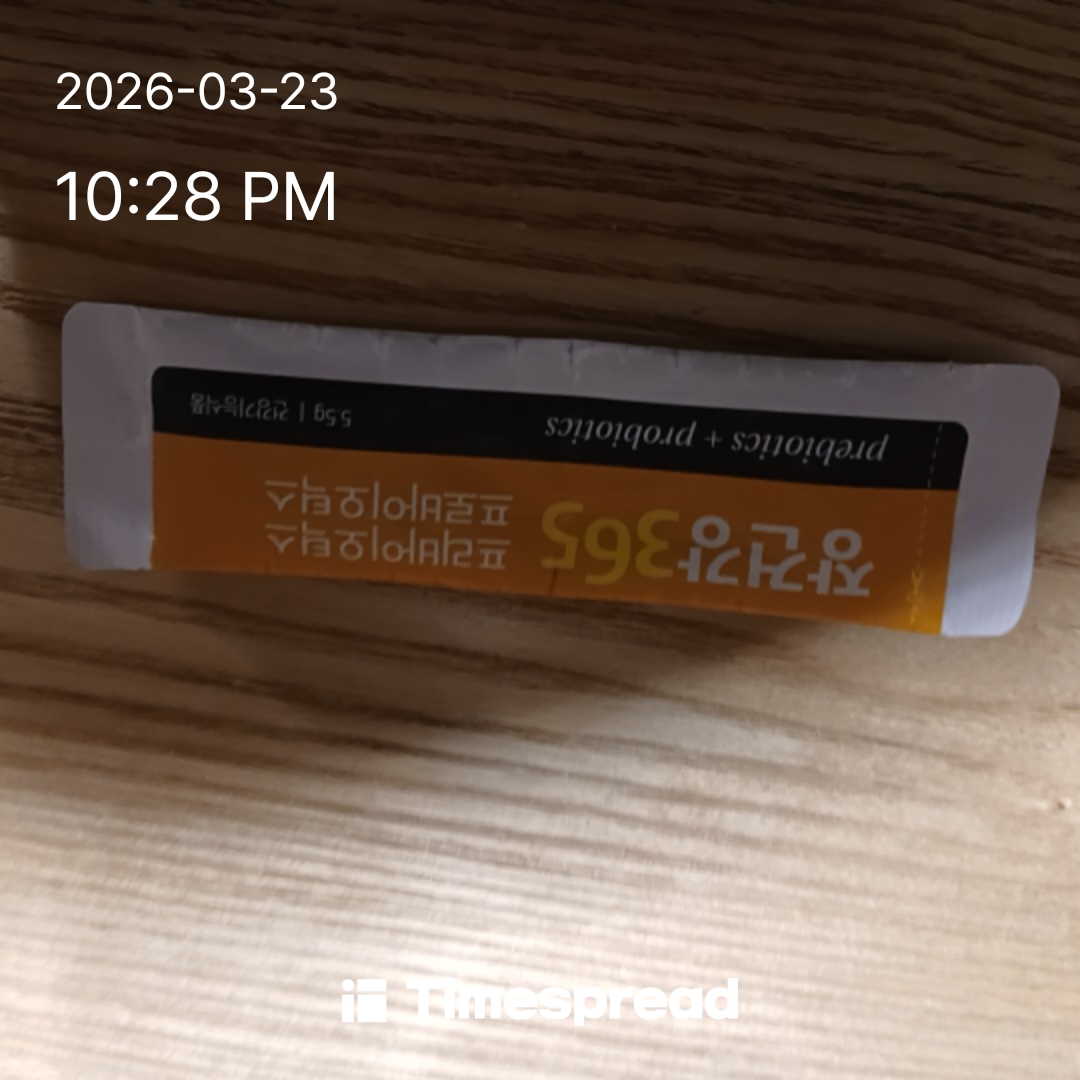 2026-03-23
10:28 PM
장건강365
프리바이오틱스
프로바이오틱스
prebiotics + probiotics
5.5g | 건강기능식품
Timespread